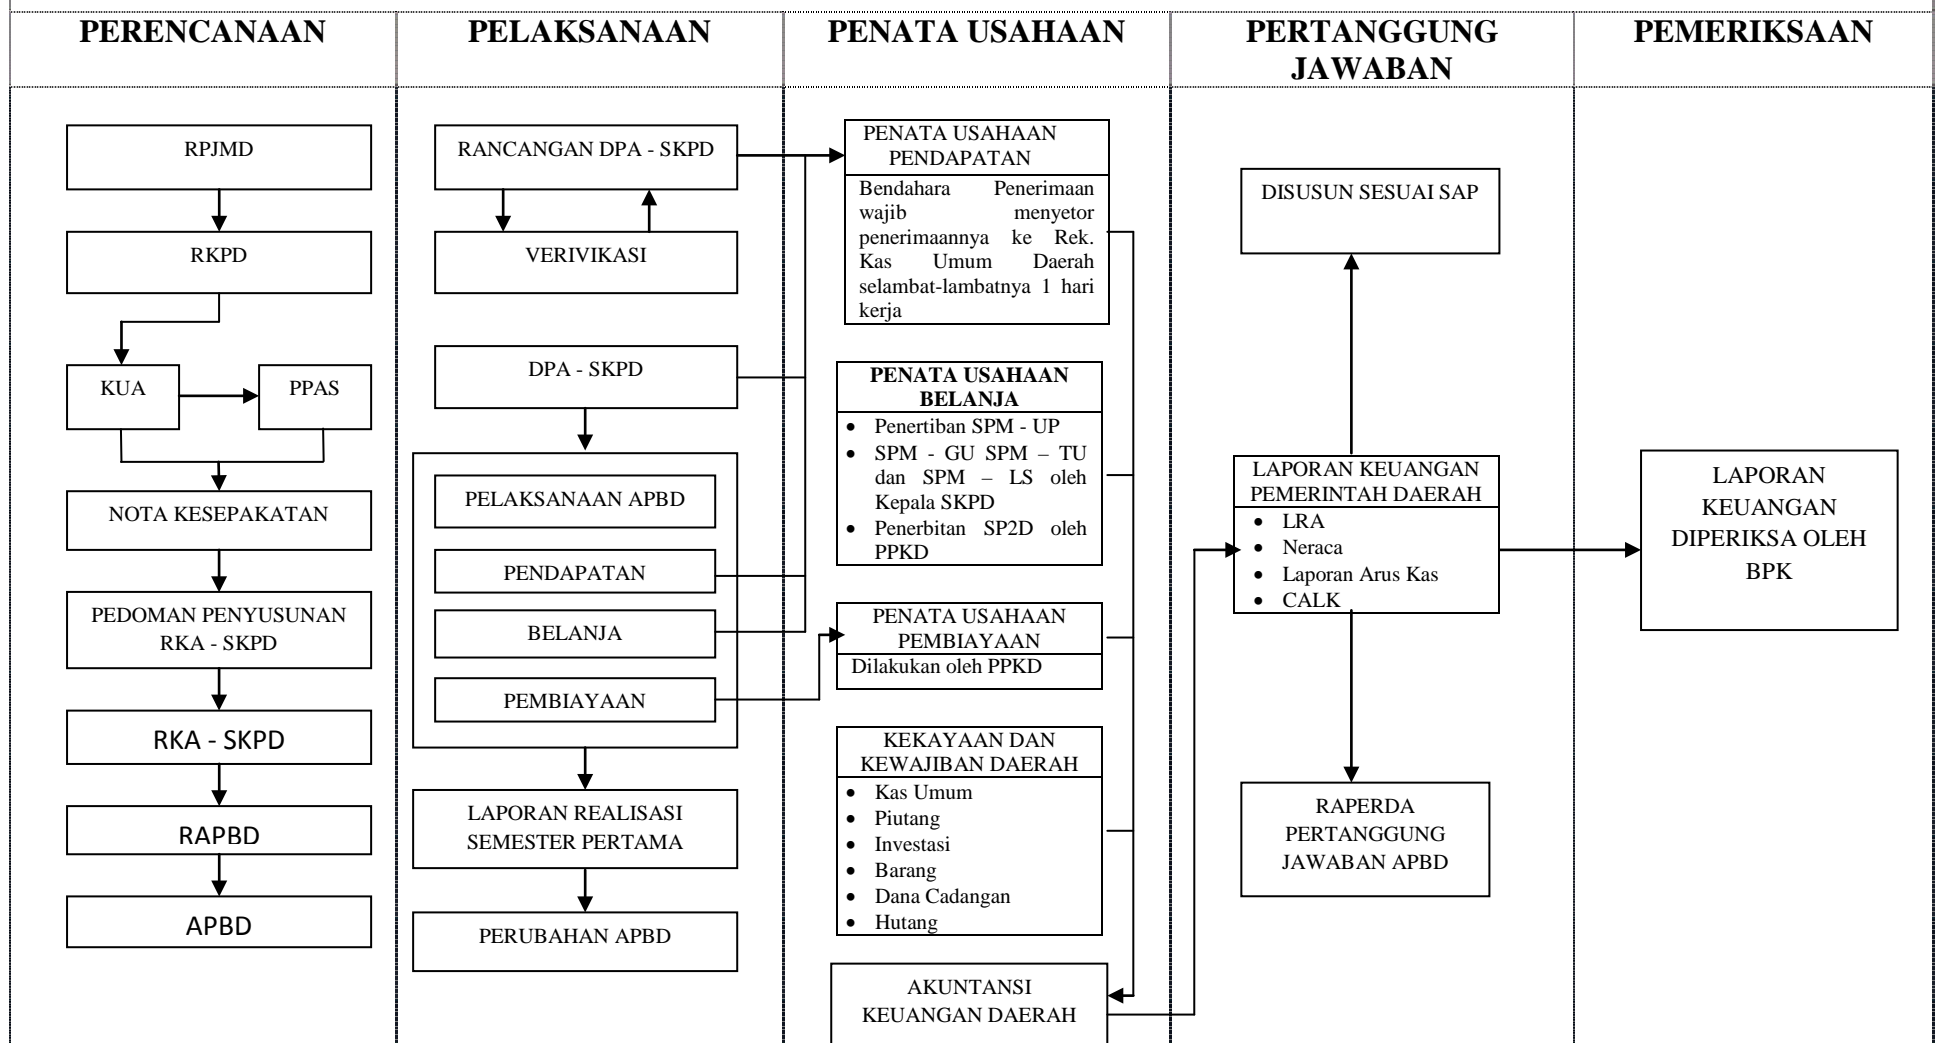 PERENCANAAN
PELAKSANAAN
PENATA USAHAAN
PERTANGGUNG
JAWABAN
PEMERIKSAAN
RPJMD
RKPD
KUA
PPAS
NOTA KESEPAKATAN
PEDOMAN PENYUSUNAN
RKA - SKPD
RKA - SKPD
RAPBD
APBD
RANCANGAN DPA - SKPD
VERIVIKASI
DPA - SKPD
PELAKSANAAN APBD
PENDAPATAN
BELANJA
PEMBIAYAAN
LAPORAN REALISASI
SEMESTER PERTAMA
PERUBAHAN APBD
PENATA USAHAAN
PENDAPATAN
Bendahara Penerimaan
wajib menyetor
penerimaannya ke Rek.
Kas Umum Daerah
selambat-lambatnya 1 hari
kerja
PENATA USAHAAN
BELANJA
• Penertiban SPM - UP
• SPM - GU SPM – TU
dan SPM – LS oleh
Kepala SKPD
• Penerbitan SP2D oleh
PPKD
PENATA USAHAAN
PEMBIAYAAN
Dilakukan oleh PPKD
KEKAYAAN DAN
KEWAJIBAN DAERAH
• Kas Umum
• Piutang
• Investasi
• Barang
• Dana Cadangan
• Hutang
AKUNTANSI
KEUANGAN DAERAH
DISUSUN SESUAI SAP
LAPORAN KEUANGAN
PEMERINTAH DAERAH
• LRA
• Neraca
• Laporan Arus Kas
• CALK
RAPERDA
PERTANGGUNG
JAWABAN APBD
LAPORAN
KEUANGAN
DIPERIKSA OLEH
BPK